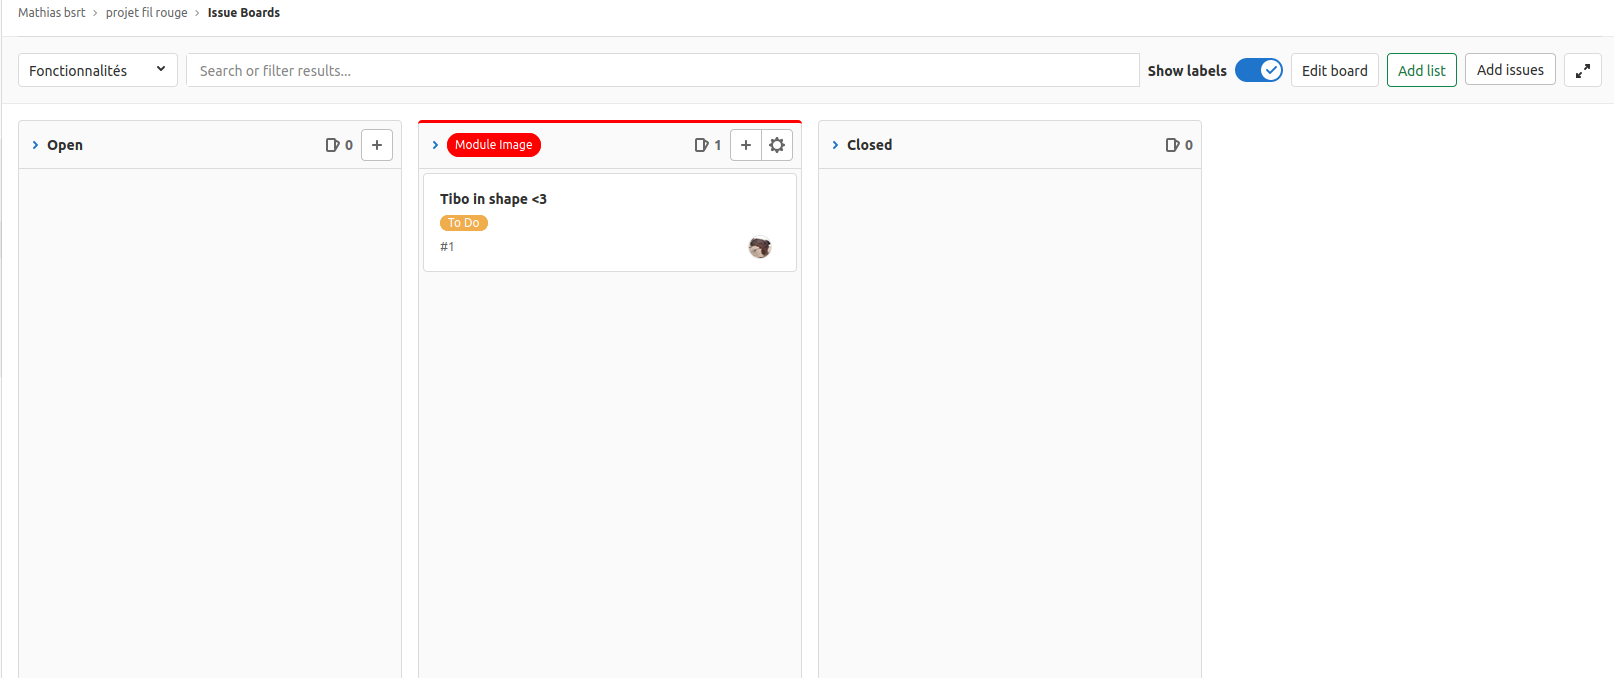 Mathias bsrt › projet fil rouge › Issue Boards
Fonctionnalités Search or filter results... Show labels Edit board Add list Add issues
Open 0 +
Module Image 1 +
Closed 0
Tibo in shape <3
To Do
#1